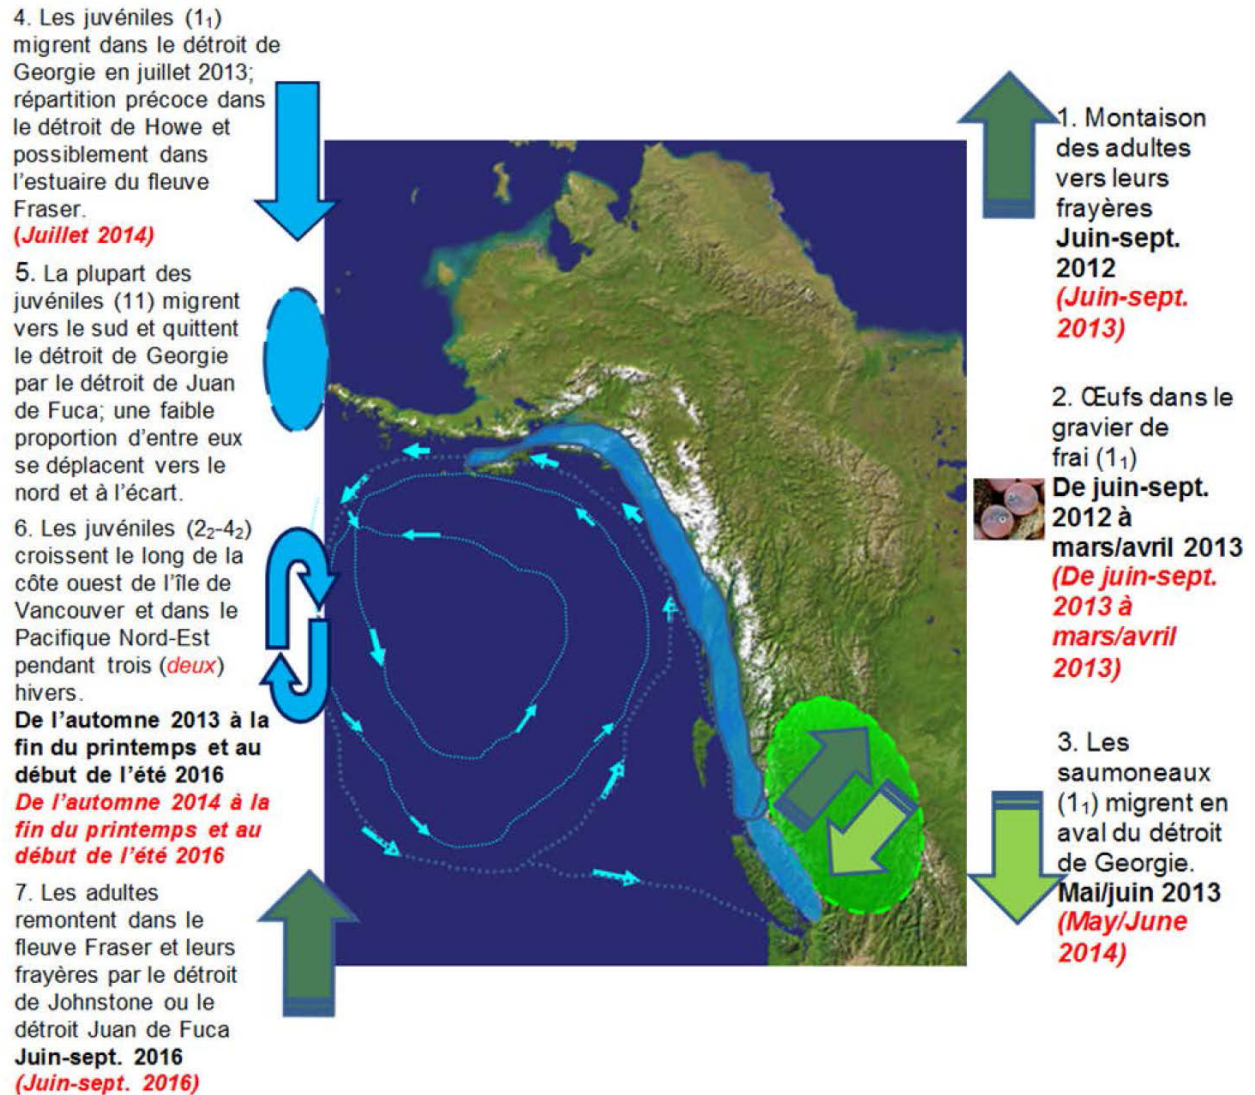 4. Les juvéniles (1₁)
migrent dans le détroit de
Georgie en juillet 2013;
répartition précoce dans
le détroit de Howe et
possiblement dans
l'estuaire du fleuve
Fraser.
(Juillet 2014)
5. La plupart des
juvéniles (11) migrent
vers le sud et quittent
le détroit de Georgie
par le détroit de Juan
de Fuca; une faible
proportion d'entre eux
se déplacent vers le
nord et à l'écart.
6. Les juvéniles (2₂-4₂)
croissent le long de la
côte ouest de l'île de
Vancouver et dans le
Pacifique Nord-Est
pendant trois (deux)
hivers.
De l'automne 2013 à la
fin du printemps et au
début de l'été 2016
De l'automne 2014 à la
fin du printemps et au
début de l'été 2016
7. Les adultes
remontent dans le
fleuve Fraser et leurs
frayères par le détroit
de Johnstone ou le
détroit Juan de Fuca
Juin-sept. 2016
(Juin-sept. 2016)
1. Montaison
des adultes
vers leurs
frayères
Juin-sept.
2012
(Juin-sept.
2013)
2. Œufs dans le
gravier de
frai (1₁)
De juin-sept.
2012 à
mars/avril 2013
(De juin-sept.
2013 à
mars/avril
2013)
3. Les
saumoneaux
(1₁) migrent en
aval du détroit
de Georgie.
Mai/juin 2013
(May/June
2014)